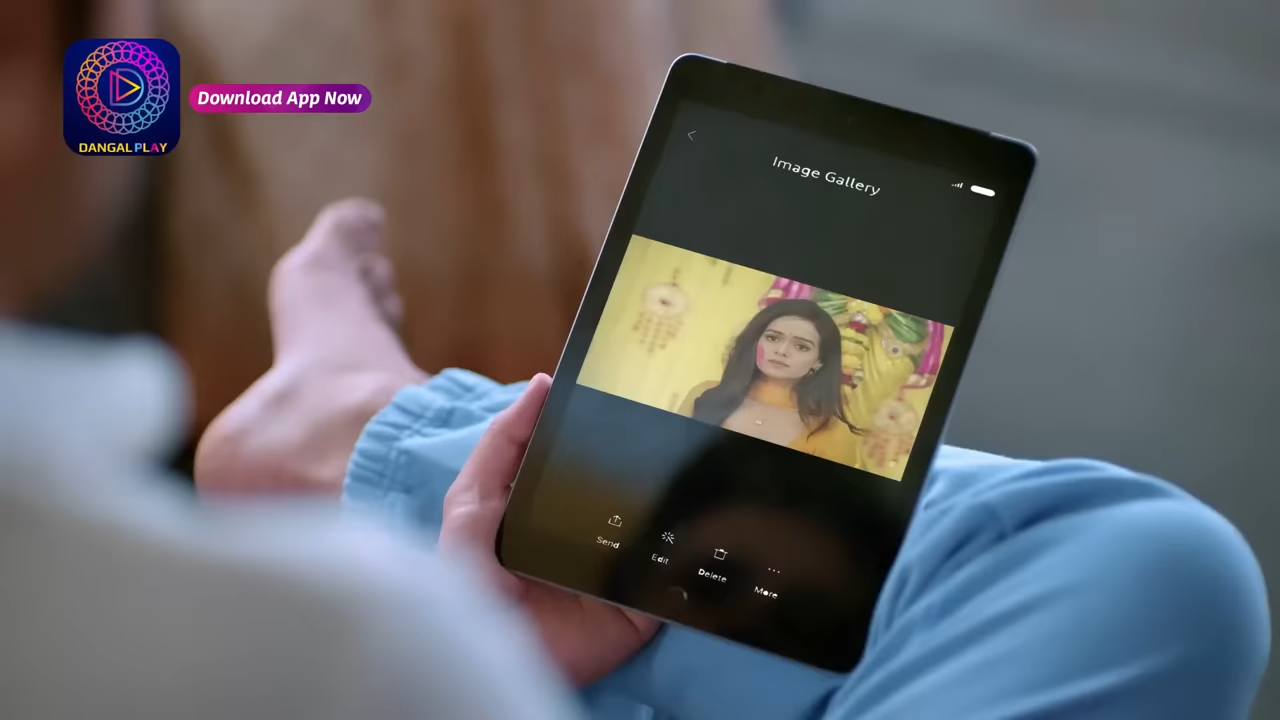 DANGAL PLAY
Download App Now
Image Gallery
Send
Edit
Delete
More